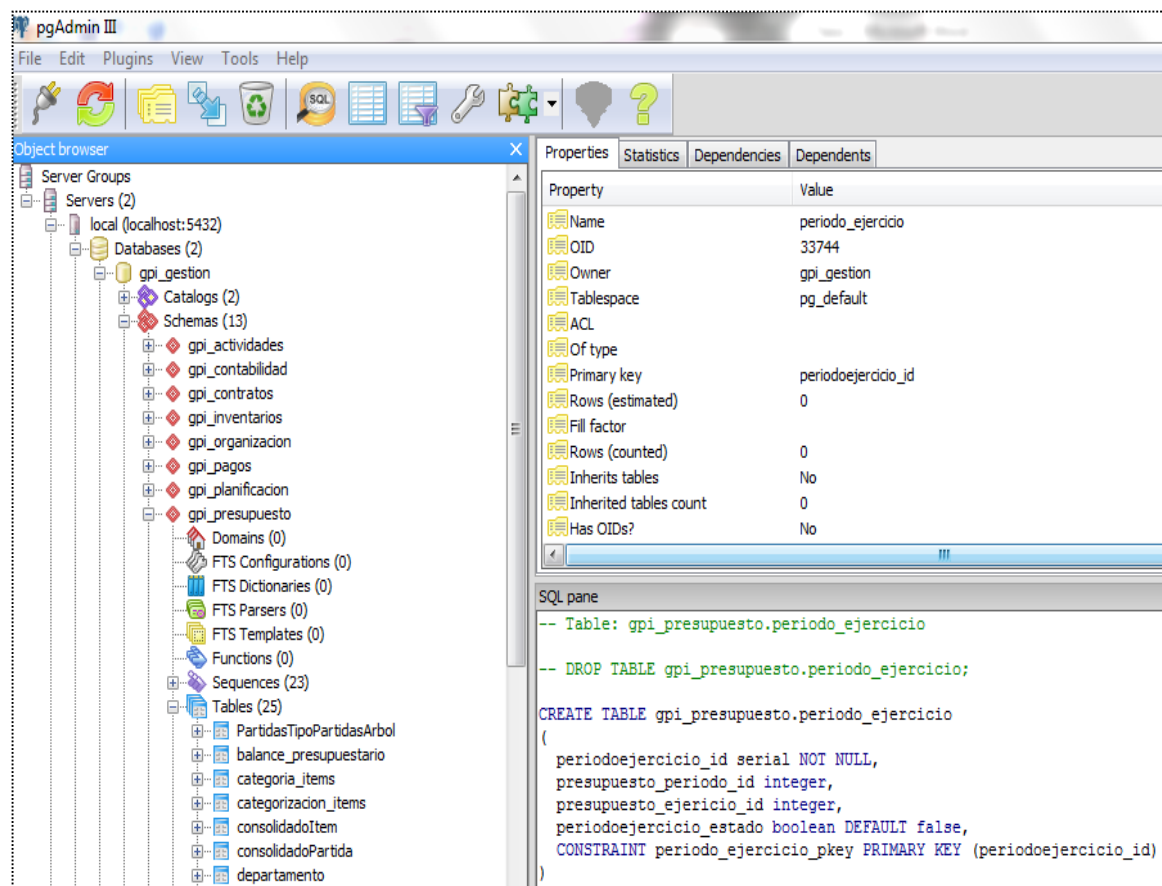 pgAdmin III
File Edit Plugins View Tools Help
SQL
Object browser
Server Groups
Servers (2)
local (localhost:5432)
Databases (2)
gpi_gestion
Catalogs (2)
Schemas (13)
gpi_actividades
gpi_contabilidad
gpi_contratos
gpi_inventarios
gpi_organizacion
gpi_pagos
gpi_planificacion
gpi_presupuesto
Domains (0)
FTS Configurations (0)
FTS Dictionaries (0)
FTS Parsers (0)
FTS Templates (0)
Functions (0)
Sequences (23)
Tables (25)
PartidasTipoPartidasArbol
balance_presupuestario
categoria_items
categorizacion_items
consolidadoItem
consolidadoPartida
departamento
Properties Statistics Dependencies Dependents
Property Value
Name periodo_ejercicio
OID 33744
Owner gpi_gestion
Tablespace pg_default
ACL
Of type
Primary key periodoejercicio_id
Rows (estimated) 0
Fill factor
Rows (counted) 0
Inherits tables No
Inherited tables count 0
Has OIDs? No
SQL pane
-- Table: gpi_presupuesto.periodo_ejercicio
-- DROP TABLE gpi_presupuesto.periodo_ejercicio;
CREATE TABLE gpi_presupuesto.periodo_ejercicio
(
periodoejercicio_id serial NOT NULL,
presupuesto_periodo_id integer,
presupuesto_ejericio_id integer,
periodoejercicio_estado boolean DEFAULT false,
CONSTRAINT periodo_ejercicio_pkey PRIMARY KEY (periodoejercicio_id)
)